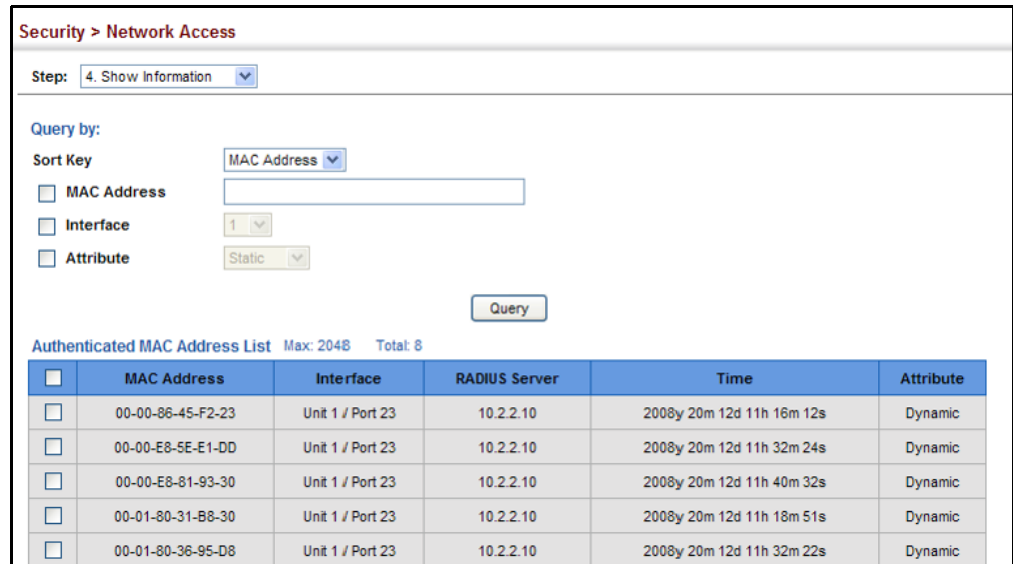 Security > Network Access
Step: 4. Show Information
Query by:
Sort Key MAC Address
MAC Address
Interface 1
Attribute Static
Query
Authenticated MAC Address List Max: 2048 Total: 8
MAC Address Interface RADIUS Server Time Attribute
00-00-86-45-F2-23 Unit 1 / Port 23 10.2.2.10 2008y 20m 12d 11h 16m 12s Dynamic
00-00-E8-5E-E1-DD Unit 1 / Port 23 10.2.2.10 2008y 20m 12d 11h 32m 24s Dynamic
00-00-E8-81-93-30 Unit 1 / Port 23 10.2.2.10 2008y 20m 12d 11h 40m 32s Dynamic
00-01-80-31-B8-30 Unit 1 / Port 23 10.2.2.10 2008y 20m 12d 11h 18m 51s Dynamic
00-01-80-36-95-D8 Unit 1 / Port 23 10.2.2.10 2008y 20m 12d 11h 32m 22s Dynamic